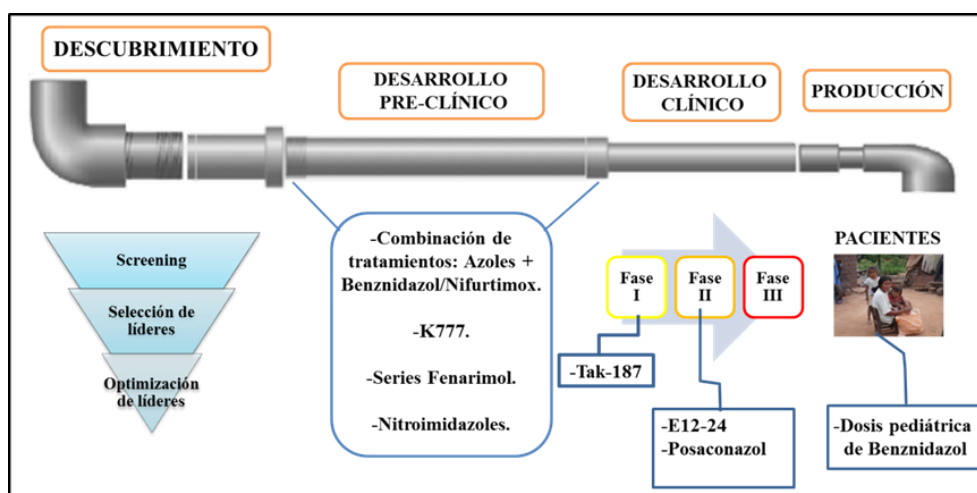 DESCUBRIMIENTO
DESARROLLO
PRE-CLÍNICO
DESARROLLO
CLÍNICO
PRODUCCIÓN
Screening
Selección de
líderes
Optimización
de líderes
-Combinación de
tratamientos: Azoles +
Benznidazol/Nifurtimox.
-K777.
-Series Fenarimol.
-Nitroimidazoles.
Fase
I
Fase
II
Fase
III
-Tak-187
-E12-24
-Posaconazol
PACIENTES
-Dosis pediátrica
de Benznidazol